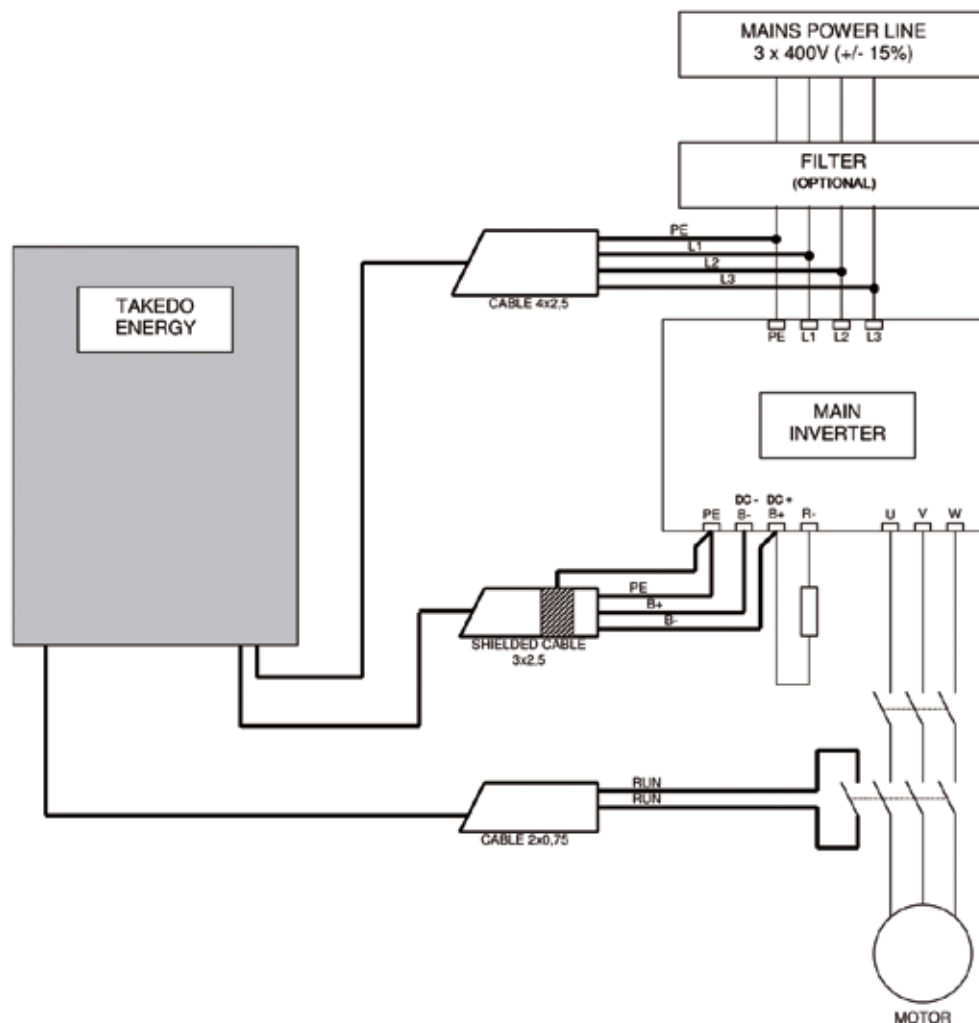 MAINS POWER LINE
3 x 400V (+/- 15%)
FILTER
(OPTIONAL)
PE
L1
L2
L3
CABLE 4x2,5
TAKEDO
ENERGY
PE L1 L2 L3
MAIN
INVERTER
DC - DC +
PE B- B+ R- U V W
PE
B+
B-
SHIELDED CABLE
3x2,5
RUN
RUN
CABLE 2x0,75
MOTOR